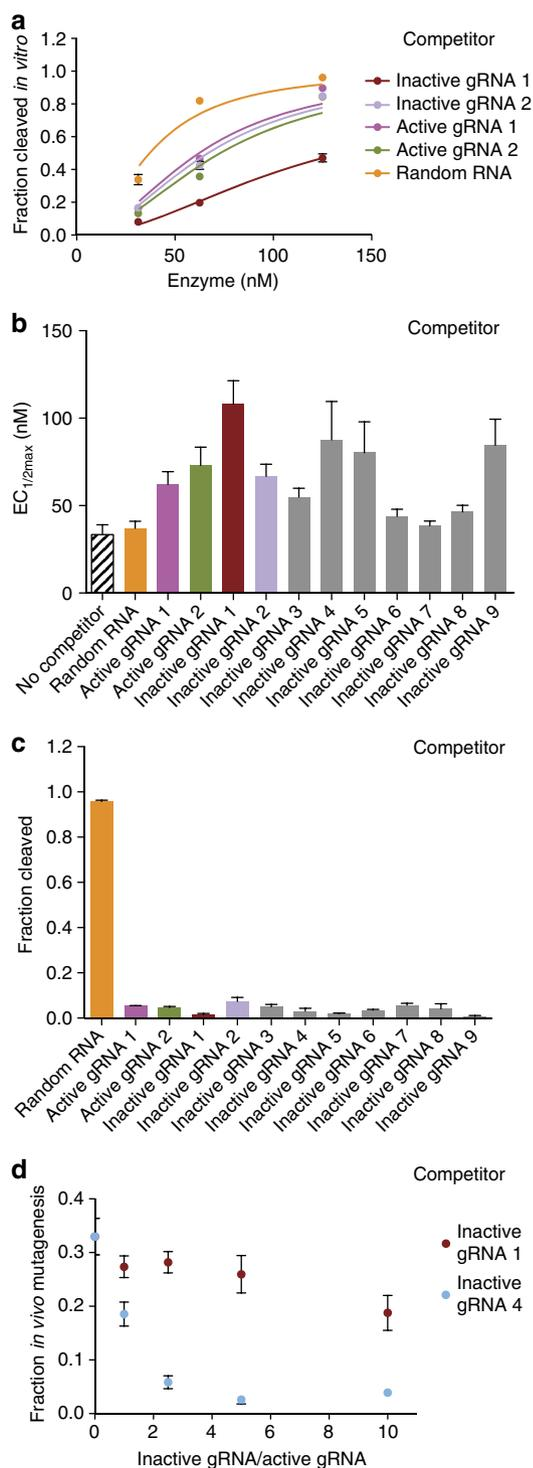 a
Competitor
Fraction cleaved in vitro
1.2
1.0
0.8
0.6
0.4
0.2
0.0
0 50 100 150
Enzyme (nM)
Inactive gRNA 1
Inactive gRNA 2
Active gRNA 1
Active gRNA 2
Random RNA
b
Competitor
EC1/2max (nM)
150
100
50
0
No competitor
Random RNA
Active gRNA 1
Active gRNA 2
Inactive gRNA 1
Inactive gRNA 2
Inactive gRNA 3
Inactive gRNA 4
Inactive gRNA 5
Inactive gRNA 6
Inactive gRNA 7
Inactive gRNA 8
Inactive gRNA 9
c
Competitor
Fraction cleaved
1.2
1.0
0.8
0.6
0.4
0.2
0.0
Random RNA
Active gRNA 1
Active gRNA 2
Inactive gRNA 1
Inactive gRNA 2
Inactive gRNA 3
Inactive gRNA 4
Inactive gRNA 5
Inactive gRNA 6
Inactive gRNA 7
Inactive gRNA 8
Inactive gRNA 9
d
Competitor
Fraction in vivo mutagenesis
0.4
0.3
0.2
0.1
0.0
0 2 4 6 8 10
Inactive gRNA/active gRNA
Inactive
gRNA 1
Inactive
gRNA 4